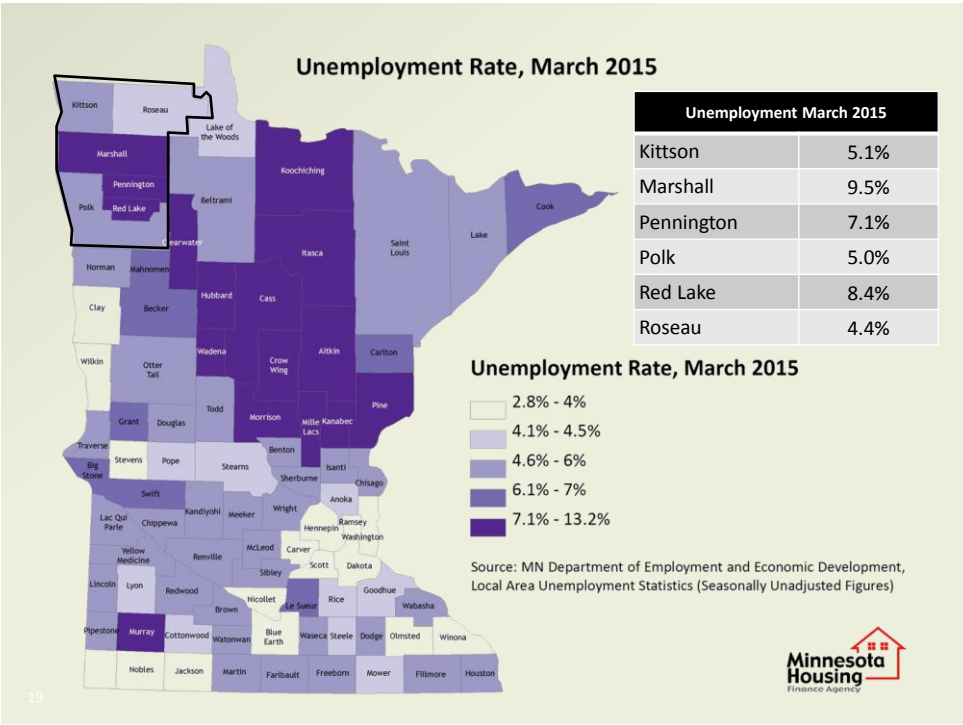 Unemployment Rate, March 2015
Unemployment March 2015
Kittson 5.1%
Marshall 9.5%
Pennington 7.1%
Polk 5.0%
Red Lake 8.4%
Roseau 4.4%
Kittson
Roseau
Lake of
the Woods
Marshall
Koochiching
Pennington
Polk
Red Lake
Beltrami
Cook
Clearwater
Itasca
Saint
Louis
Lake
Norman
Mahnomen
Hubbard
Cass
Clay
Becker
Wadena
Crow
Wing
Aitkin
Carlton
Wilkin
Otter
Tail
Todd
Morrison
Mille
Lacs
Kanabec
Pine
Grant
Douglas
Traverse
Benton
Big
Stone
Stevens
Pope
Stearns
Isanti
Sherburne
Chisago
Swift
Anoka
Kandiyohi
Meeker
Wright
Lac Qui
Parle
Chippewa
Hennepin
Ramsey
Washington
Yellow
Medicine
Renville
McLeod
Carver
Scott
Dakota
Sibley
Lincoln
Lyon
Redwood
Nicollet
Le Sueur
Rice
Goodhue
Wabasha
Brown
Pipestone
Murray
Cottonwood
Watonwan
Blue
Earth
Waseca
Steele
Dodge
Olmsted
Winona
Nobles
Jackson
Martin
Faribault
Freeborn
Mower
Fillmore
Houston
Unemployment Rate, March 2015
2.8% - 4%
4.1% - 4.5%
4.6% - 6%
6.1% - 7%
7.1% - 13.2%
Source: MN Department of Employment and Economic Development,
Local Area Unemployment Statistics (Seasonally Unadjusted Figures)
Minnesota
Housing
Finance Agency
19